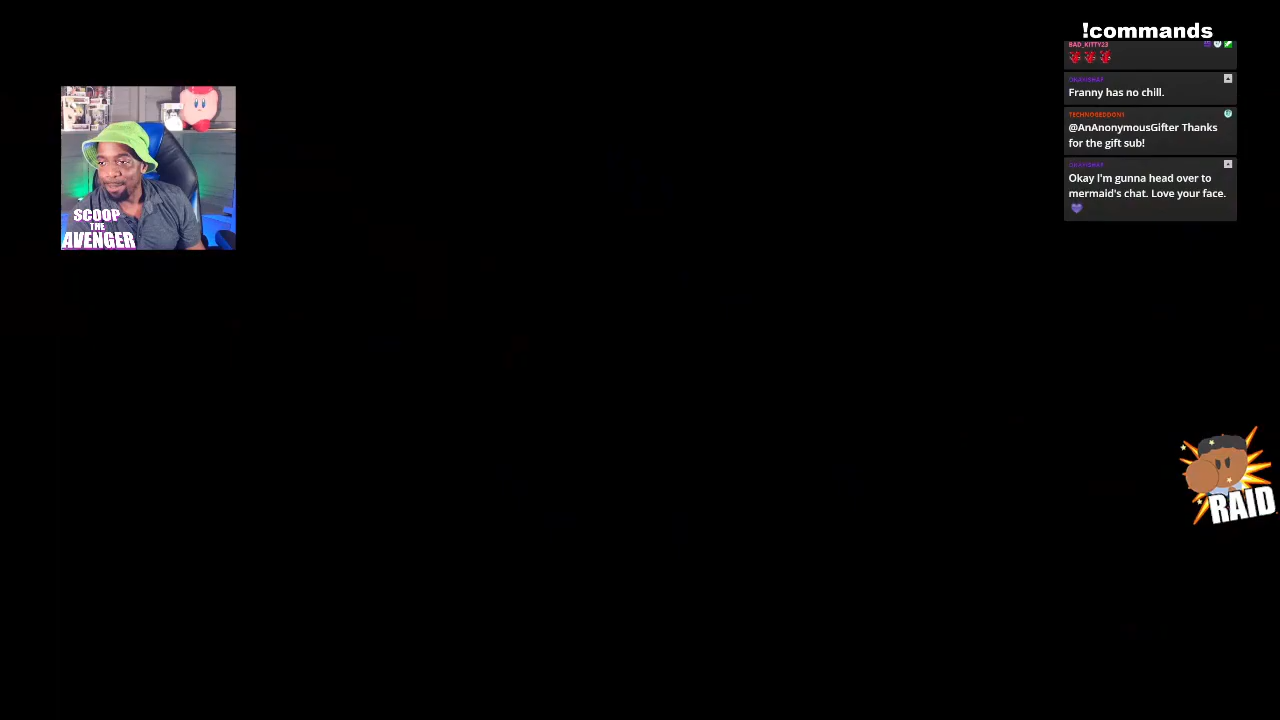 !commands
BAD_KITTY23
Franny has no chill.
TECHNOGEDDON1
@AnAnonymousGifter Thanks
for the gift sub!
Okay I'm gunna head over to
mermaid's chat. Love your face.
SCOOP
THE
AVENGER
RAID